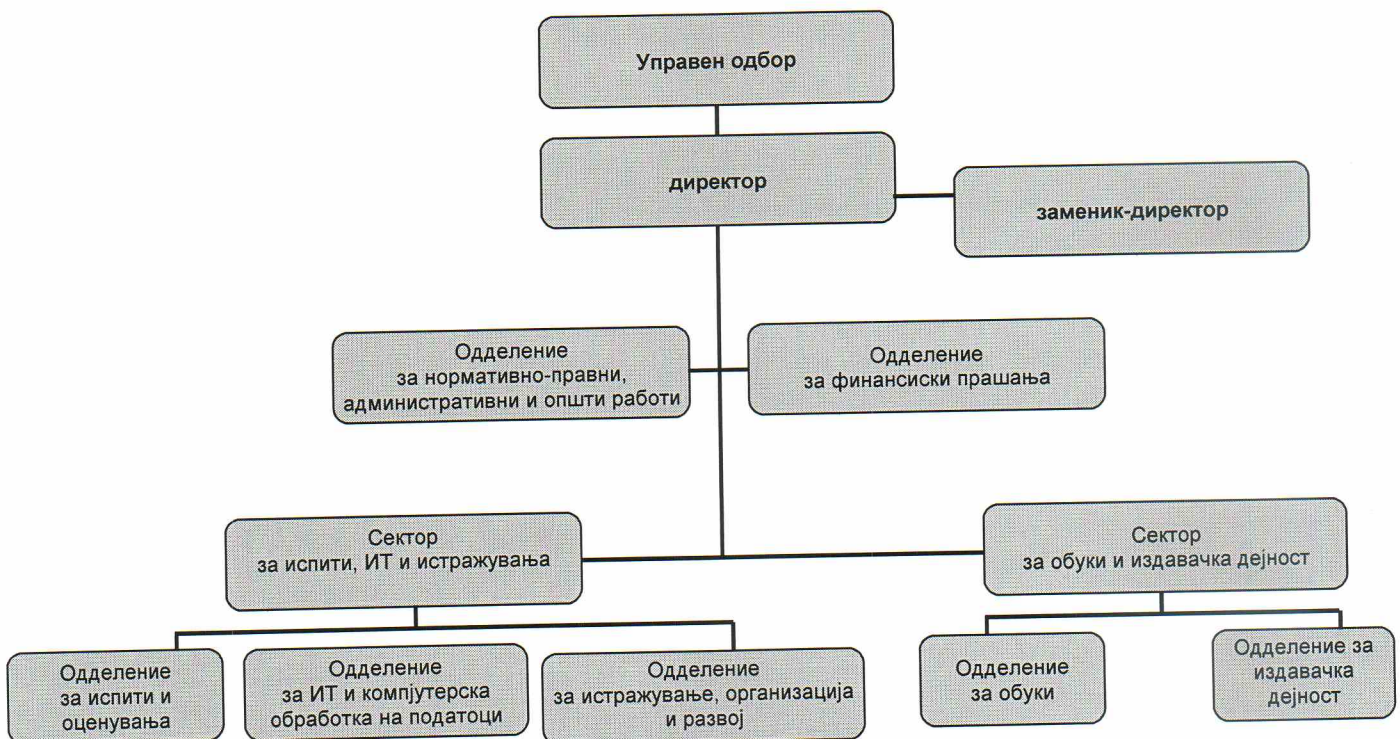 Управен одбор
директор
заменик-директор
Одделение
за нормативно-правни,
административни и општи работи
Одделение
за финансиски прашања
Сектор
за испити, ИТ и истражувања
Сектор
за обуки и издавачка дејност
Одделение
за испити и
оценувања
Одделение
за ИТ и компјутерска
обработка на податоци
Одделение
за истражување, организација
и развој
Одделение
за обуки
Одделение за
издавачка
дејност